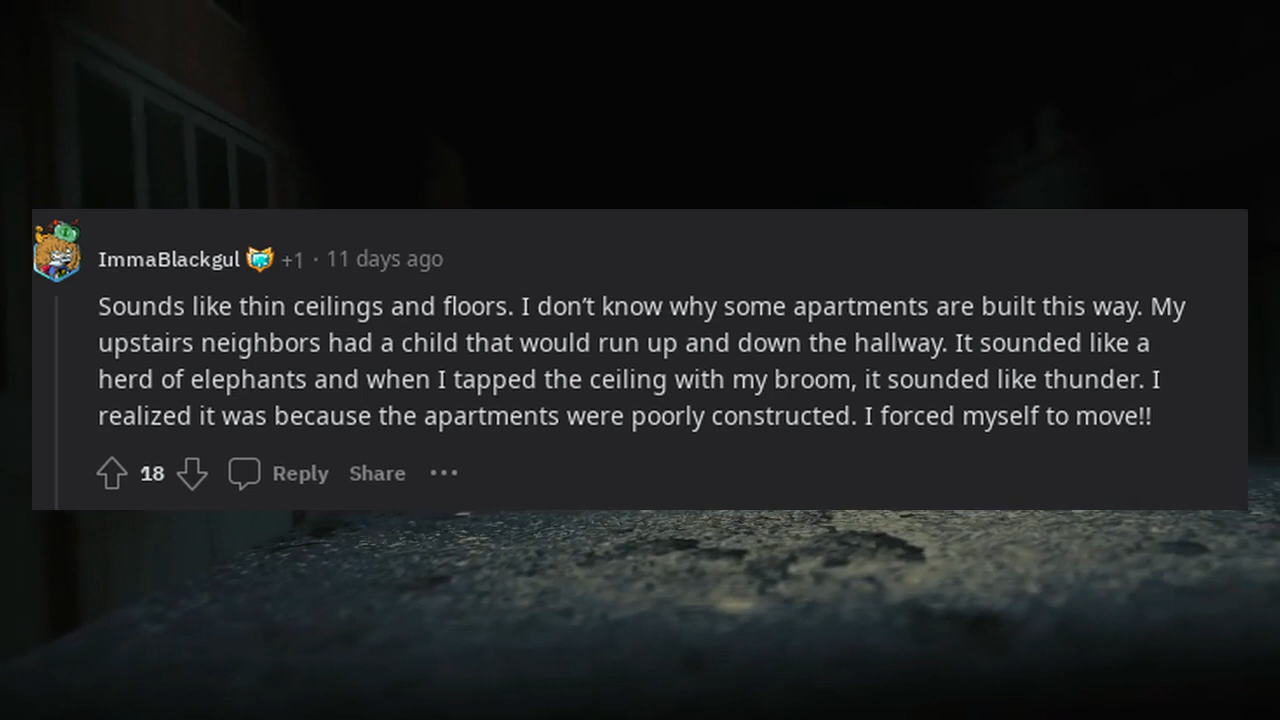 ImmaBlackgul +1 · 11 days ago
Sounds like thin ceilings and floors. I don’t know why some apartments are built this way. My
upstairs neighbors had a child that would run up and down the hallway. It sounded like a
herd of elephants and when I tapped the ceiling with my broom, it sounded like thunder. I
realized it was because the apartments were poorly constructed. I forced myself to move!!
18 Reply Share ···